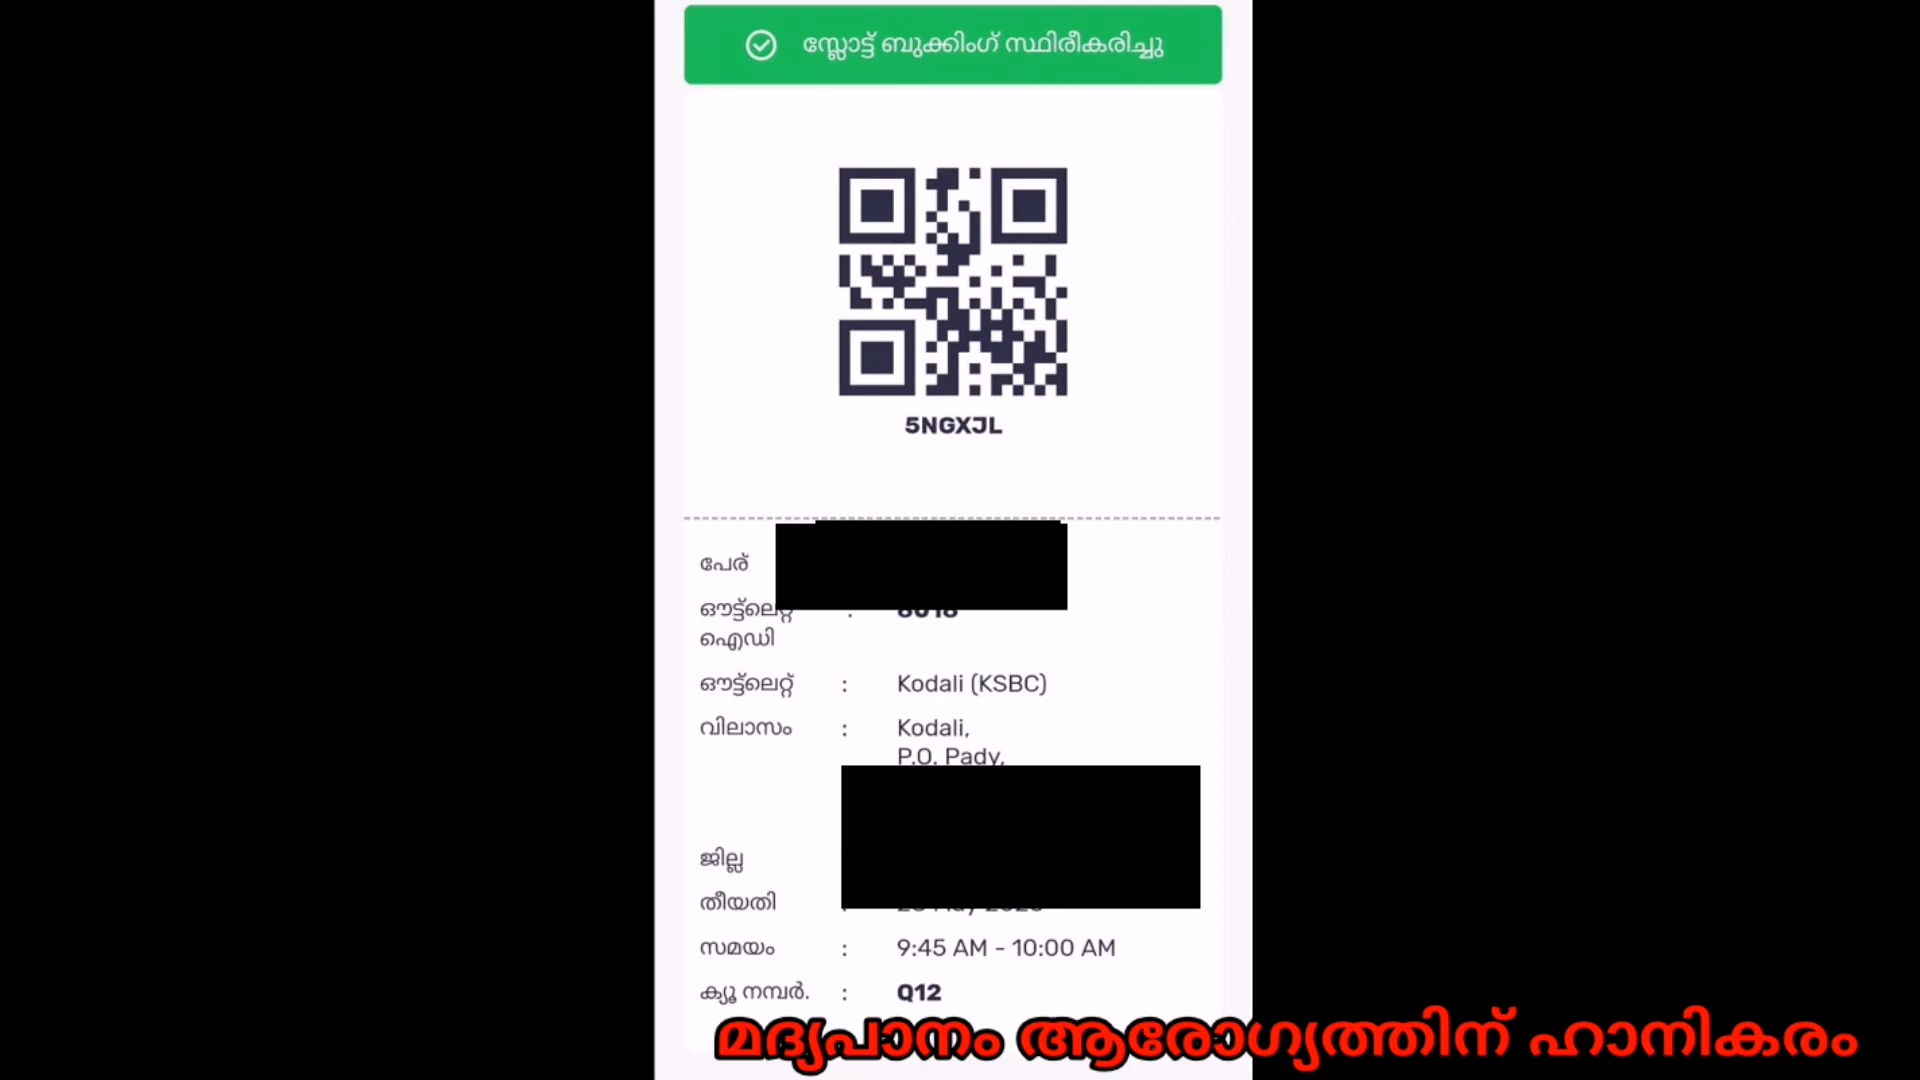 സ്ലോട്ട് ബുക്കിംഗ് സ്ഥിരീകരിച്ചു
5NGXJL
പേര്
ഔട്ട്ലെറ്റ് :
ഐഡി
ഔട്ട്ലെറ്റ് : Kodali (KSBC)
വിലാസം : Kodali,
P.O. Pady,
ജില്ല
തീയതി :
സമയം : 9:45 AM - 10:00 AM
ക്യൂ നമ്പർ. : Q12
മദ്യപാനം ആരോഗ്യത്തിന് ഹാനികരം